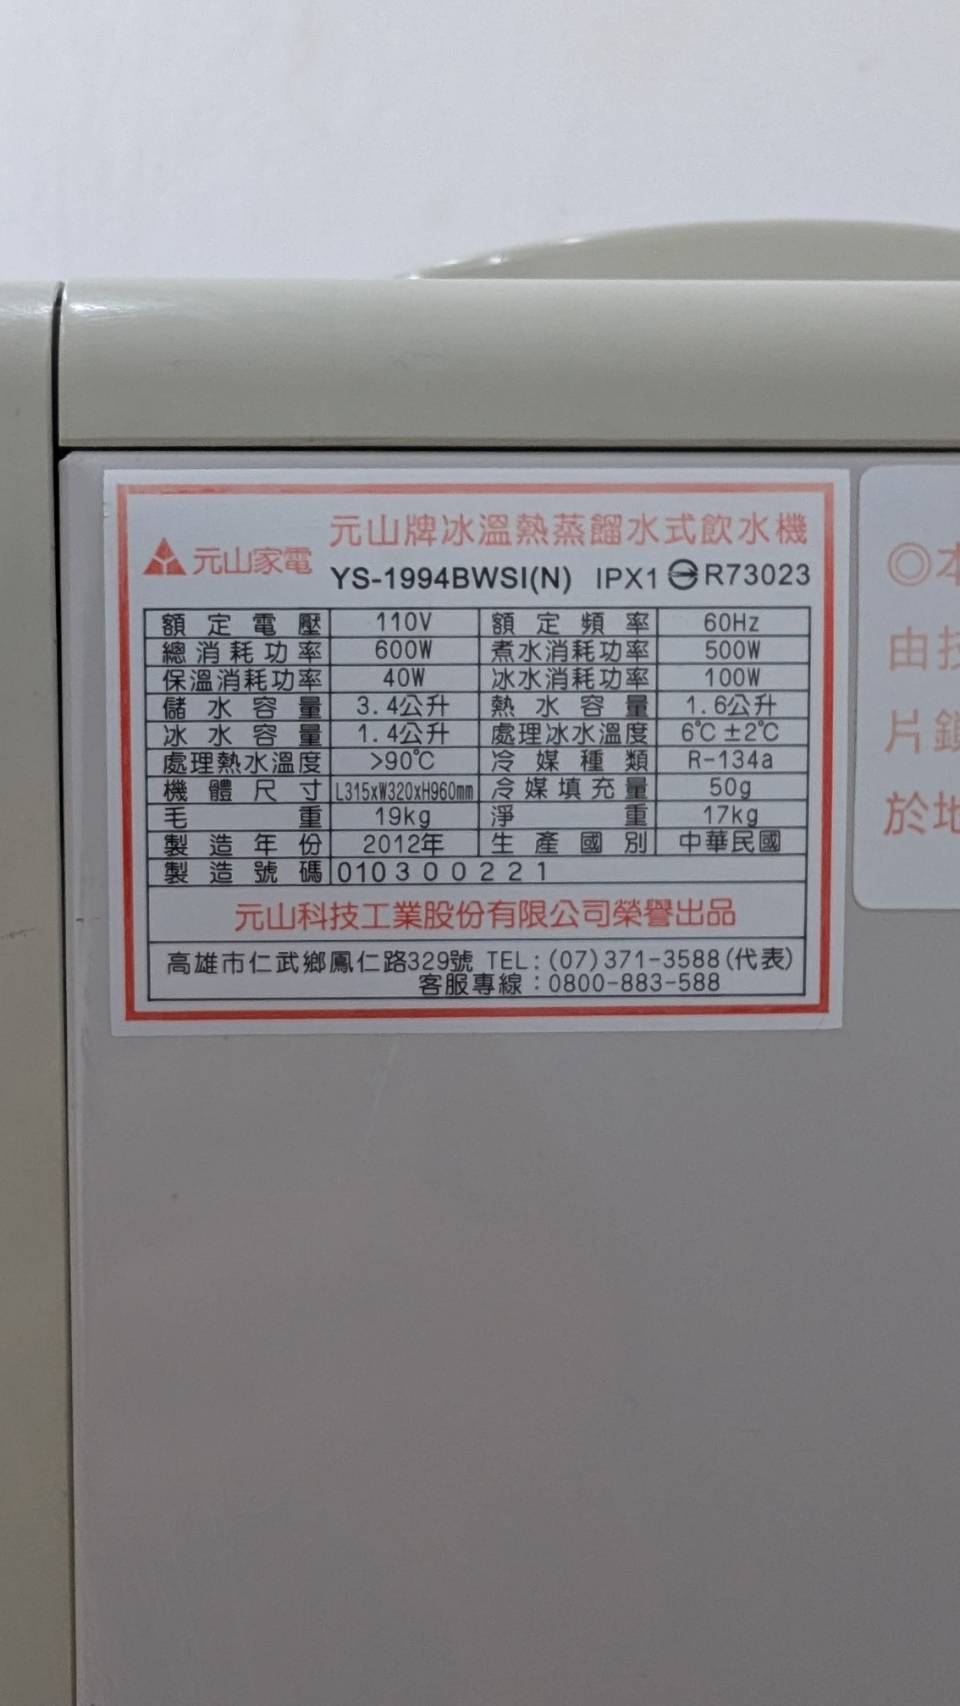 元山家電
元山牌冰溫熱蒸餾水式飲水機
YS-1994BWSI(N) IPX1 R73023
額定電壓 110V 額定頻率 60Hz
總消耗功率 600W 煮水消耗功率 500W
保溫消耗功率 40W 冰水消耗功率 100W
儲水容量 3.4公升 熱水容量 1.6公升
冰水容量 1.4公升 處理冰水溫度 6℃±2℃
處理熱水溫度 >90℃ 冷媒種類 R-134a
機體尺寸 L315xW320xH960mm 冷媒填充量 50g
毛重 19kg 淨重 17kg
製造年份 2012年 生產國別 中華民國
製造號碼 010300221
元山科技工業股份有限公司榮譽出品
高雄市仁武鄉鳳仁路329號 TEL:(07)371-3588(代表)
客服專線:0800-883-588
◎本
由技
片鎖
於地